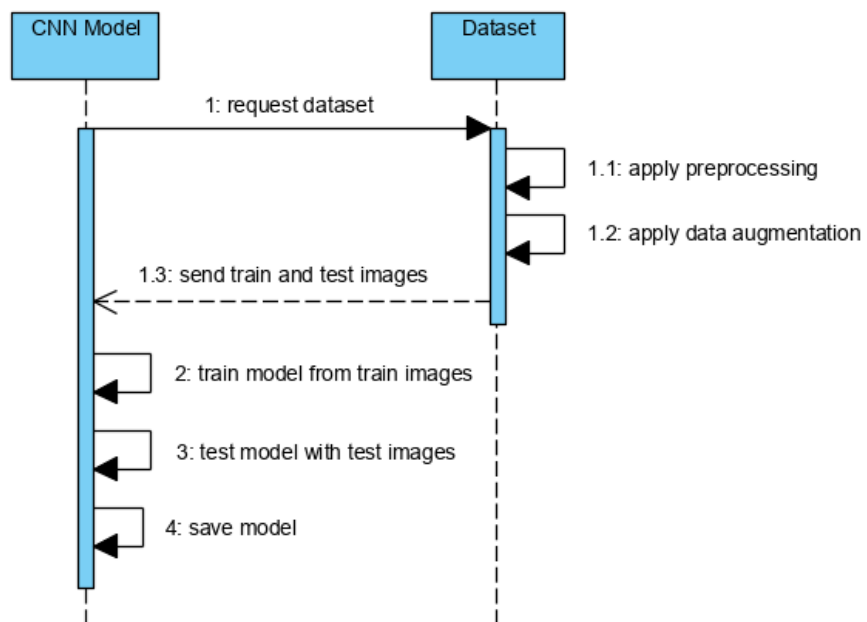 CNN Model
Dataset
1: request dataset
1.1: apply preprocessing
1.2: apply data augmentation
1.3: send train and test images
2: train model from train images
3: test model with test images
4: save model